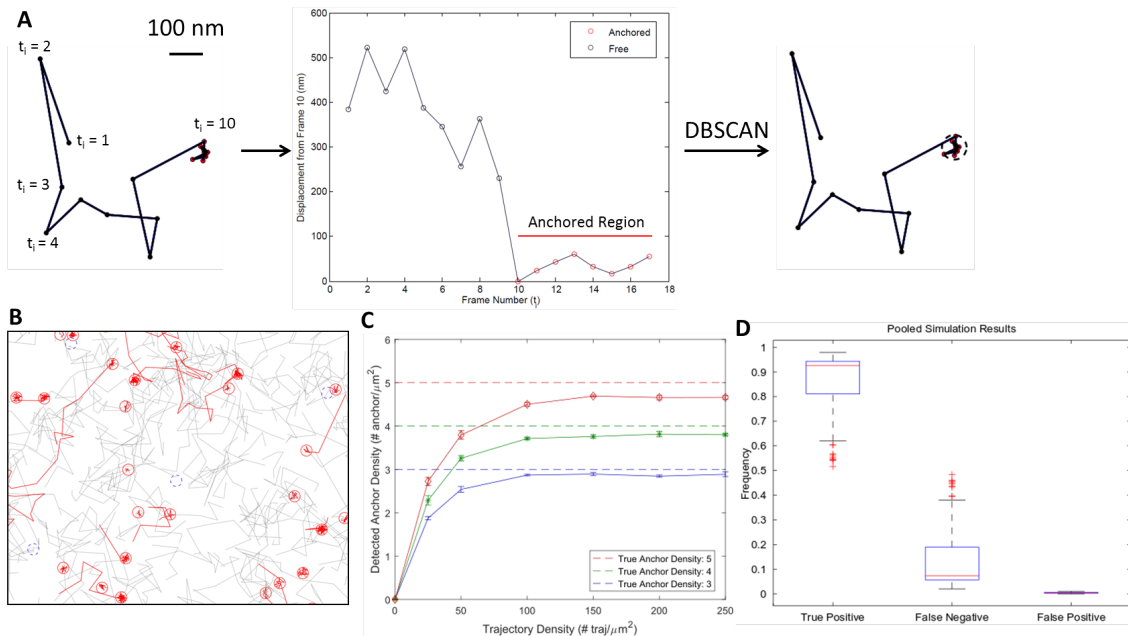 A
100 nm
t_i = 2
t_i = 1
t_i = 3
t_i = 4
t_i = 10
Displacement from Frame 10 (nm)
600
500
400
300
200
100
0
0 2 4 6 8 10 12 14 16 18
Frame Number (t_i)
Anchored
Free
Anchored Region
DBSCAN
B
C
Detected Anchor Density (# anchor/μm²)
6
5
4
3
2
1
0
0 50 100 150 200 250
Trajectory Density (# traj/μm²)
True Anchor Density: 5
True Anchor Density: 4
True Anchor Density: 3
D
Pooled Simulation Results
Frequency
1
0.9
0.8
0.7
0.6
0.5
0.4
0.3
0.2
0.1
0
True Positive False Negative False Positive